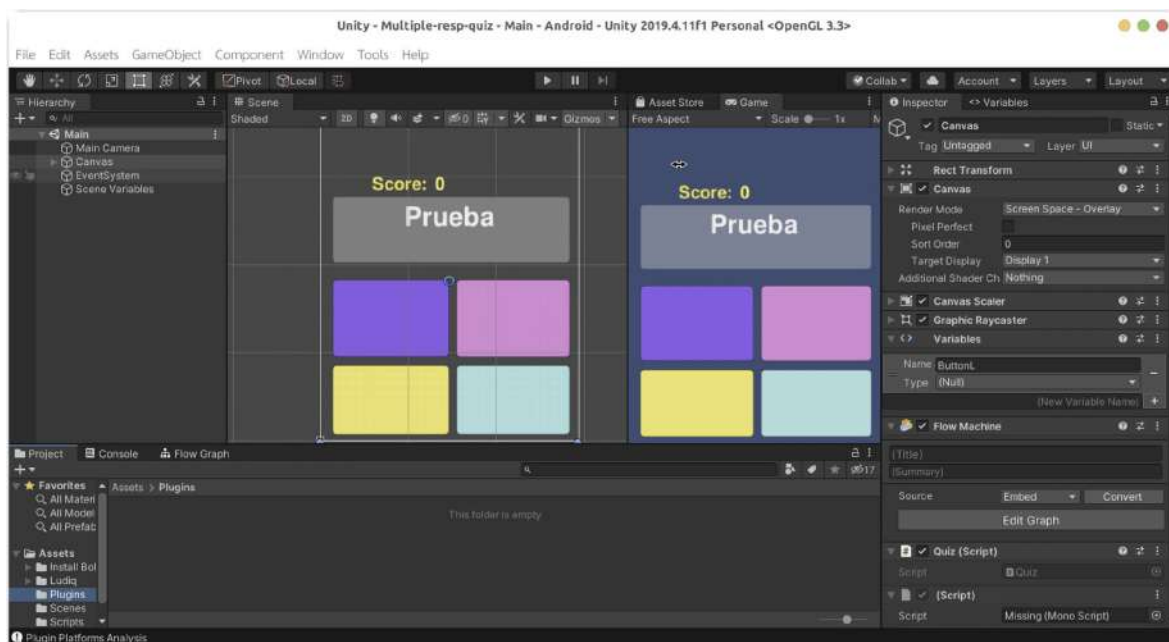 Unity - Multiple-resp-quiz - Main - Android - Unity 2019.4.11f1 Personal <OpenGL 3.3>
File Edit Assets GameObject Component Window Tools Help
Pivot Local Collab Account Layers Layout
Hierarchy
All
Main
Main Camera
Canvas
EventSystem
Scene Variables
Scene
Shaded 2D 0 Gizmos
Score: 0
Prueba
Asset Store Game
Free Aspect Scale 1x
Score: 0
Prueba
Inspector Variables
Canvas Static
Tag Untagged Layer UI
Rect Transform
Canvas
Render Mode Screen Space - Overlay
Pixel Perfect
Sort Order 0
Target Display Display 1
Additional Shader Ch Nothing
Canvas Scaler
Graphic Raycaster
Variables
Name ButtonL
Type (Null)
(New Variable Name)
Flow Machine
(Title)
(Summary)
Source Embed Convert
Edit Graph
Quiz (Script)
Script Quiz
(Script)
Script Missing (Mono Script)
Project Console Flow Graph
17
Favorites
All Materi
All Model
All Prefab
Assets
Install Bol
Ludiq
Plugins
Scenes
Scripts
Assets > Plugins
This folder is empty
Plugin Platforms Analysis